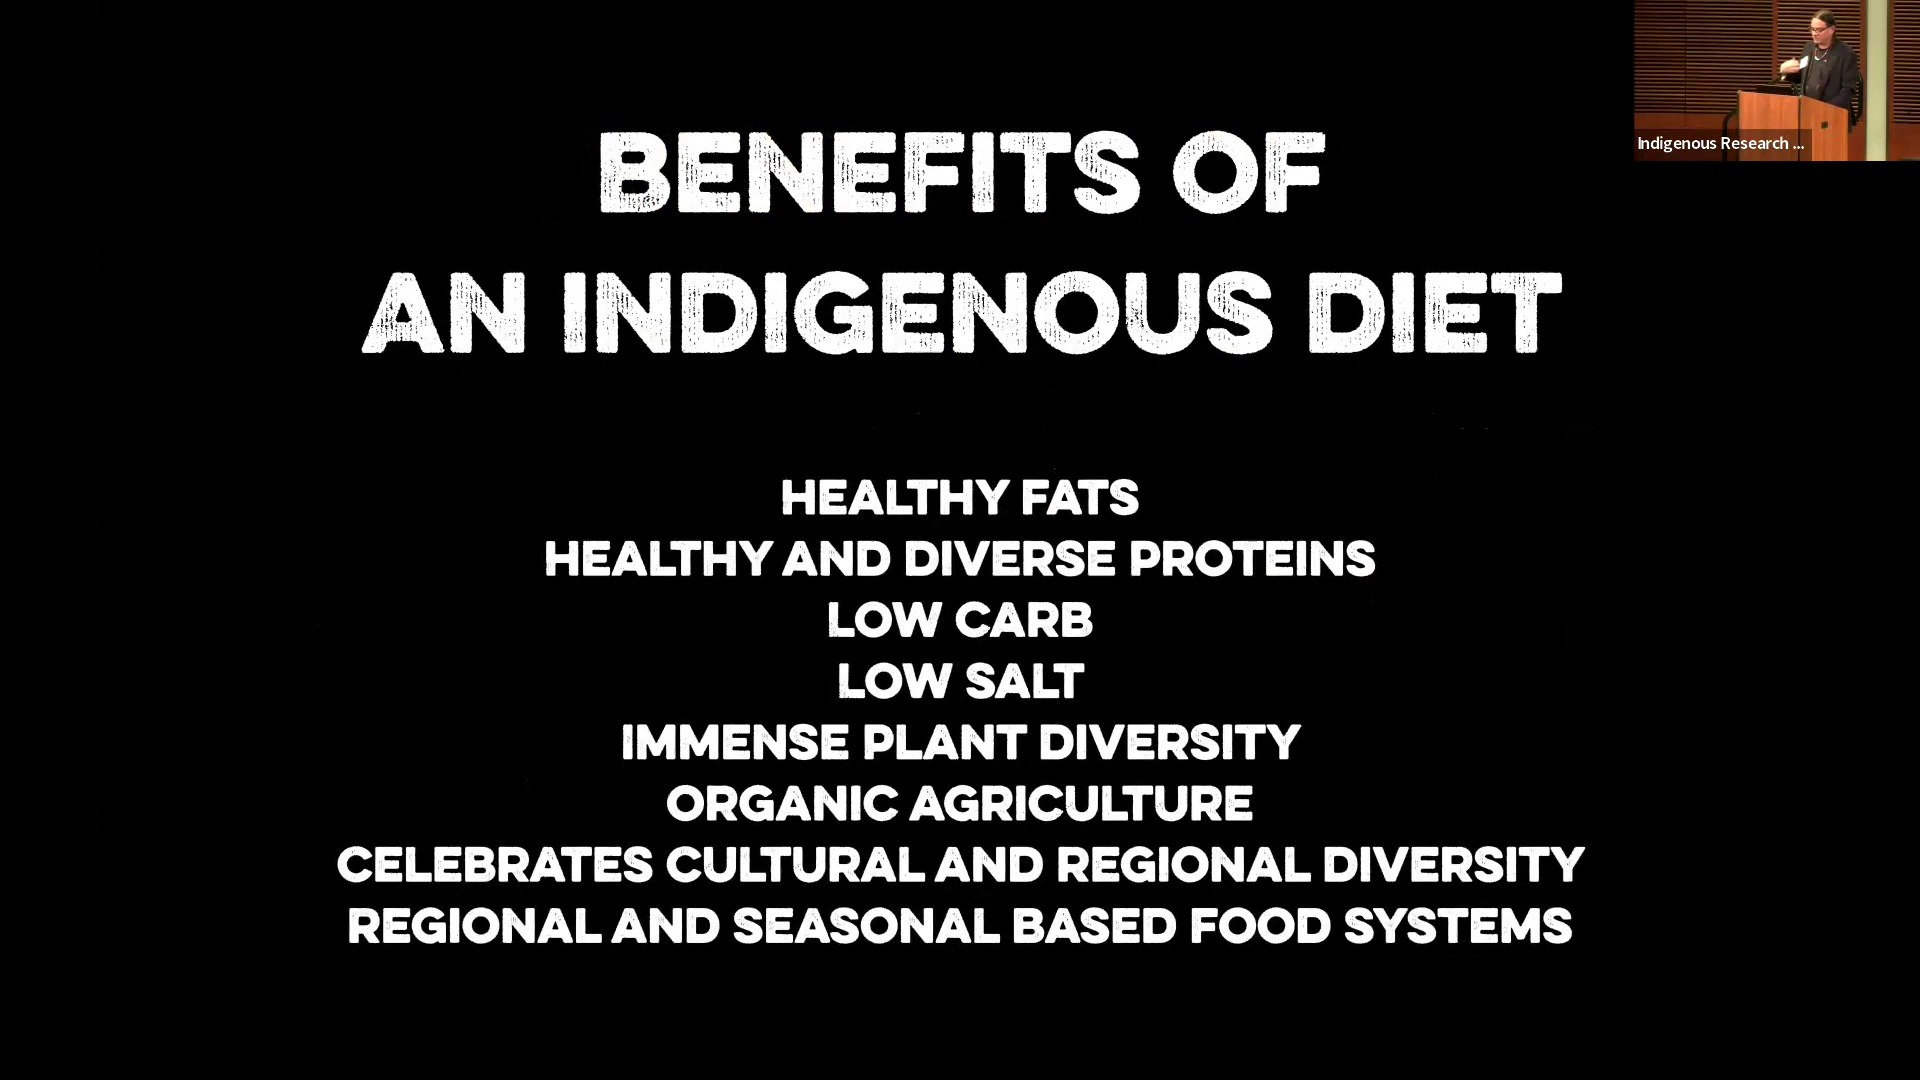 BENEFITS OF
AN INDIGENOUS DIET
HEALTHY FATS
HEALTHY AND DIVERSE PROTEINS
LOW CARB
LOW SALT
IMMENSE PLANT DIVERSITY
ORGANIC AGRICULTURE
CELEBRATES CULTURAL AND REGIONAL DIVERSITY
REGIONAL AND SEASONAL BASED FOOD SYSTEMS
Indigenous Research ...